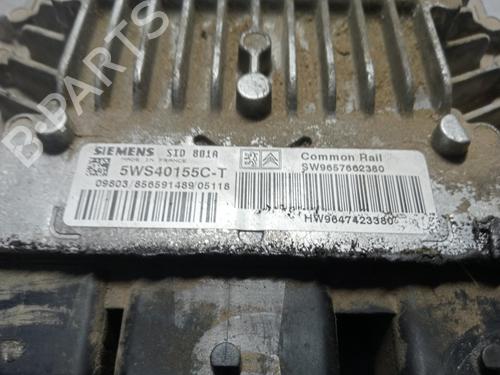 B-PARTS
SIEMENS SID 801A
MADE IN FRANCE
5WS40155C-T
09803/856591489/05118
Common Rail
SW9657662380
HW9647423380